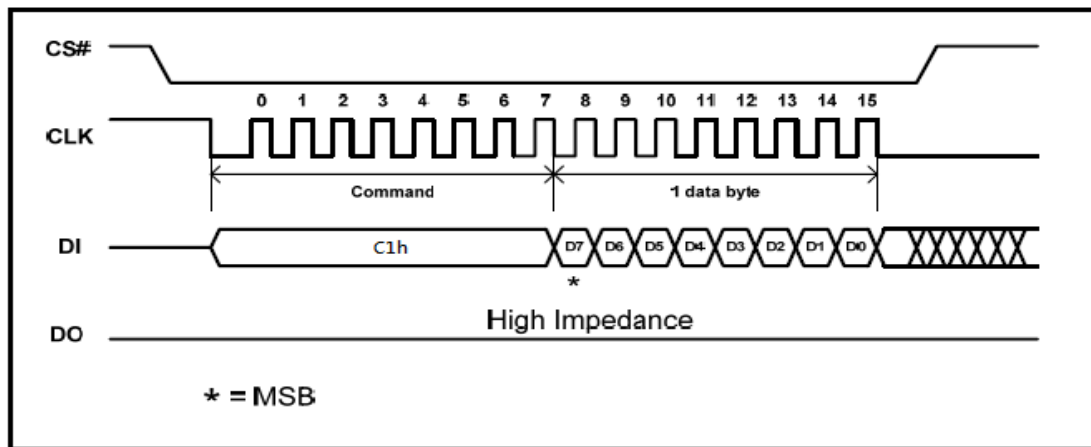 CS#
0 1 2 3 4 5 6 7 8 9 10 11 12 13 14 15
CLK
Command 1 data byte
DI C1h D7 D6 D5 D4 D3 D2 D1 D0
*
High Impedance
DO
* = MSB